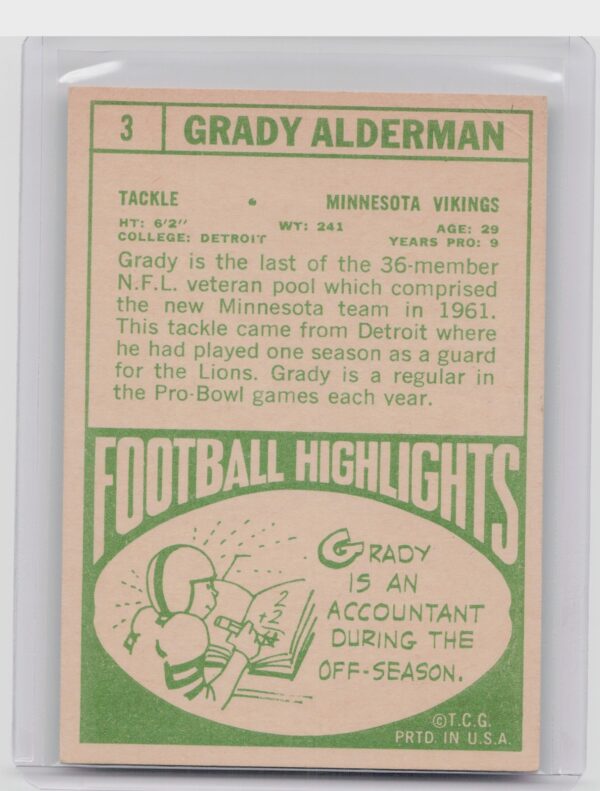 3 GRADY ALDERMAN
TACKLE • MINNESOTA VIKINGS
HT: 6'2" WT: 241 AGE: 29
COLLEGE: DETROIT YEARS PRO: 9
Grady is the last of the 36-member
N.F.L. veteran pool which comprised
the new Minnesota team in 1961.
This tackle came from Detroit where
he had played one season as a guard
for the Lions. Grady is a regular in
the Pro-Bowl games each year.
FOOTBALL HIGHLIGHTS
2
+2
GRADY
IS AN
ACCOUNTANT
DURING THE
OFF-SEASON.
©T.C.G.
PRTD. IN U.S.A.